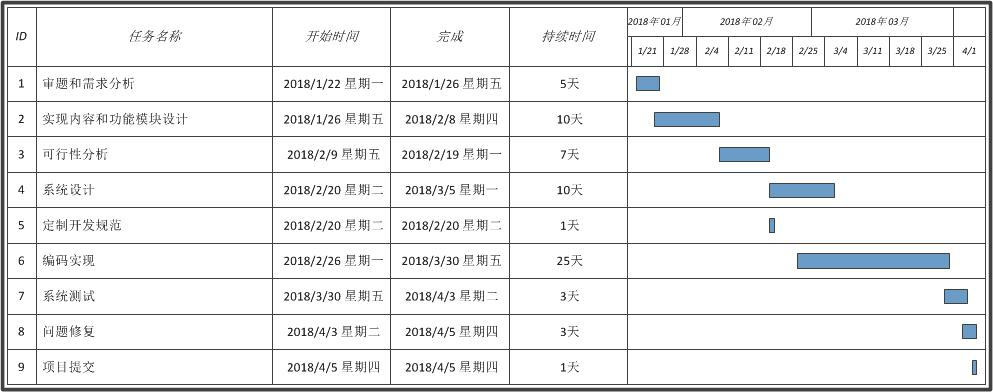 ID 任务名称 开始时间 完成 持续时间 2018年01月 2018年02月 2018年03月
1/21 1/28 2/4 2/11 2/18 2/25 3/4 3/11 3/18 3/25 4/1
1 审题和需求分析 2018/1/22 星期一 2018/1/26 星期五 5天
2 实现内容和功能模块设计 2018/1/26 星期五 2018/2/8 星期四 10天
3 可行性分析 2018/2/9 星期五 2018/2/19 星期一 7天
4 系统设计 2018/2/20 星期二 2018/3/5 星期一 10天
5 定制开发规范 2018/2/20 星期二 2018/2/20 星期二 1天
6 编码实现 2018/2/26 星期一 2018/3/30 星期五 25天
7 系统测试 2018/3/30 星期五 2018/4/3 星期二 3天
8 问题修复 2018/4/3 星期二 2018/4/5 星期四 3天
9 项目提交 2018/4/5 星期四 2018/4/5 星期四 1天